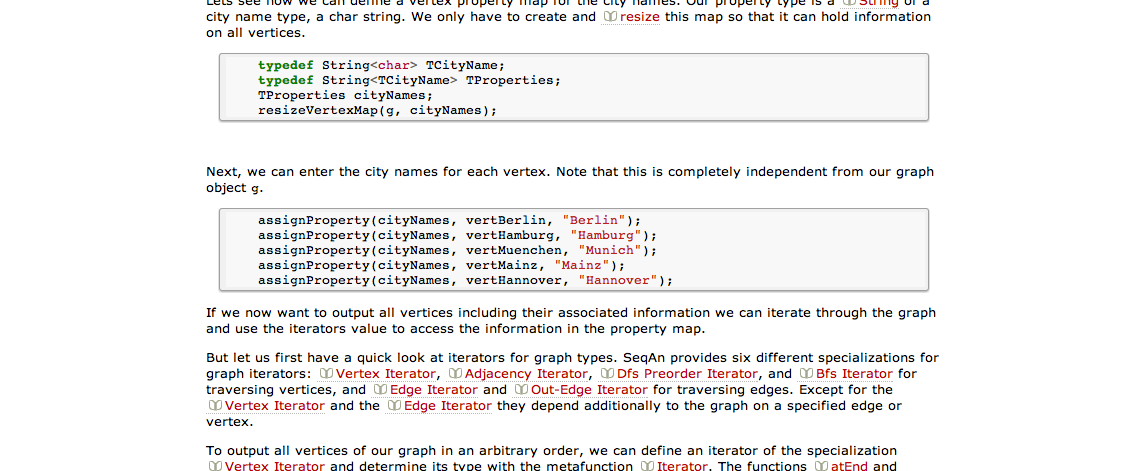 Lets see how we can define a vertex property map for the city names. Our property type is a String of a
city name type, a char string. We only have to create and resize this map so that it can hold information
on all vertices.
typedef String<char> TCityName;
typedef String<TCityName> TProperties;
TProperties cityNames;
resizeVertexMap(g, cityNames);
Next, we can enter the city names for each vertex. Note that this is completely independent from our graph
object g.
assignProperty(cityNames, vertBerlin, "Berlin");
assignProperty(cityNames, vertHamburg, "Hamburg");
assignProperty(cityNames, vertMuenchen, "Munich");
assignProperty(cityNames, vertMainz, "Mainz");
assignProperty(cityNames, vertHannover, "Hannover");
If we now want to output all vertices including their associated information we can iterate through the graph
and use the iterators value to access the information in the property map.
But let us first have a quick look at iterators for graph types. SeqAn provides six different specializations for
graph iterators: Vertex Iterator, Adjacency Iterator, Dfs Preorder Iterator, and Bfs Iterator for
traversing vertices, and Edge Iterator and Out-Edge Iterator for traversing edges. Except for the
Vertex Iterator and the Edge Iterator they depend additionally to the graph on a specified edge or
vertex.
To output all vertices of our graph in an arbitrary order, we can define an iterator of the specialization
Vertex Iterator and determine its type with the metafunction Iterator. The functions atEnd and